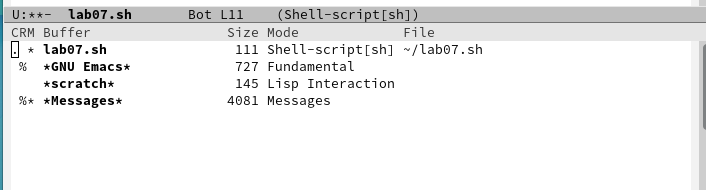 U:**-  lab07.sh       Bot L11    (Shell-script[sh])
CRM Buffer                 Size Mode             File
. * lab07.sh                111 Shell-script[sh] ~/lab07.sh
 %  *GNU Emacs*             727 Fundamental
    *scratch*               145 Lisp Interaction
 %* *Messages*             4081 Messages